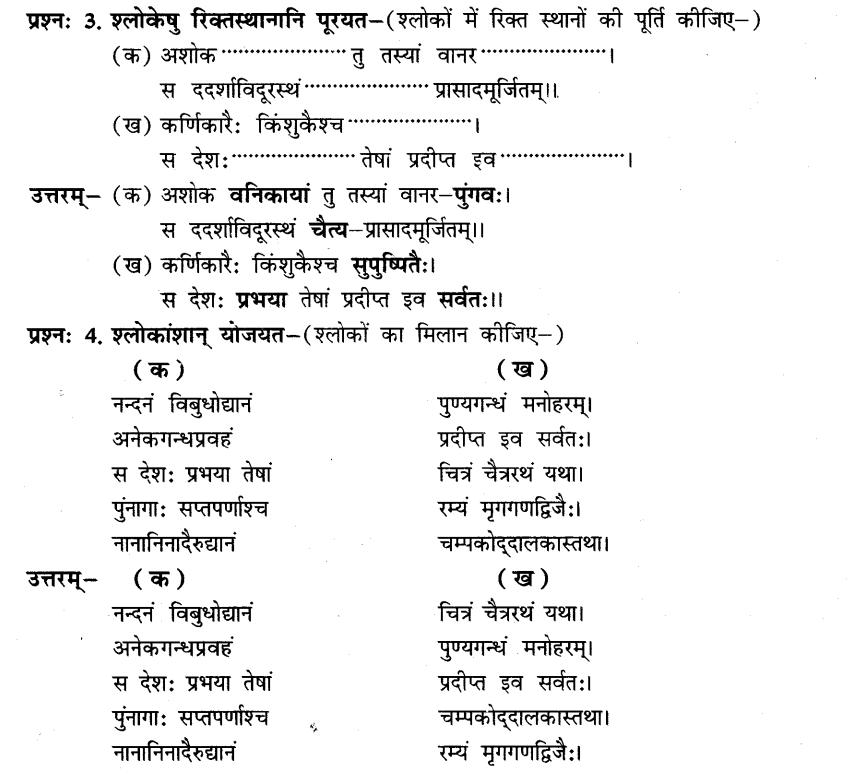 प्रश्नः 3. श्लोकेषु रिक्तस्थानानि पूरयत–(श्लोकों में रिक्त स्थानों की पूर्ति कीजिए–)
(क) अशोक ..................... तु तस्यां वानर .....................।
स ददर्शाविदूरस्थं ..................... प्रासादमूर्जितम्।।
(ख) कर्णिकारैः किंशुकैश्च .....................।
स देशः ..................... तेषां प्रदीप्त इव .....................।
उत्तरम्– (क) अशोक वनिकायां तु तस्यां वानर–पुंगवः।
स ददर्शाविदूरस्थं चैत्य–प्रासादमूर्जितम्।।
(ख) कर्णिकारैः किंशुकैश्च सुपुष्पितैः।
स देशः प्रभया तेषां प्रदीप्त इव सर्वतः।।
प्रश्नः 4. श्लोकांशान् योजयत–(श्लोकों का मिलान कीजिए–)
(क) (ख)
नन्दनं विबुधोद्यानं पुण्यगन्धं मनोहरम्।
अनेकगन्धप्रवहं प्रदीप्त इव सर्वतः।
स देशः प्रभया तेषां चित्रं चैत्ररथं यथा।
पुंनागाः सप्तपर्णाश्च रम्यं मृगगणद्विजैः।
नानानिनादैरुद्यानं चम्पकोद्दालकास्तथा।
उत्तरम्– (क) (ख)
नन्दनं विबुधोद्यानं चित्रं चैत्ररथं यथा।
अनेकगन्धप्रवहं पुण्यगन्धं मनोहरम्।
स देशः प्रभया तेषां प्रदीप्त इव सर्वतः।
पुंनागाः सप्तपर्णाश्च चम्पकोद्दालकास्तथा।
नानानिनादैरुद्यानं रम्यं मृगगणद्विजैः।